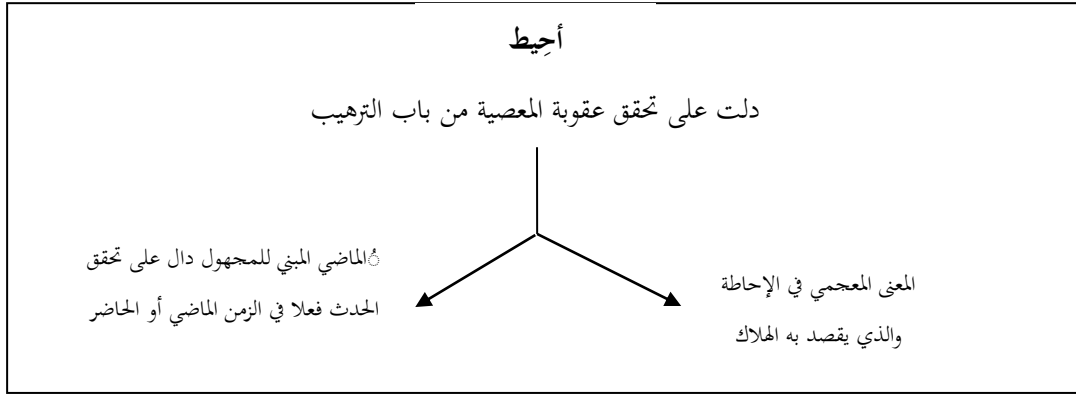 أحِيط
دلت على تحقق عقوبة المعصية من باب الترهيب
المعنى المعجمي في الإحاطة
والذي يقصد به الهلاك
ُالماضي المبني للمجهول دال على تحقق
الحدث فعلا في الزمن الماضي أو الحاضر